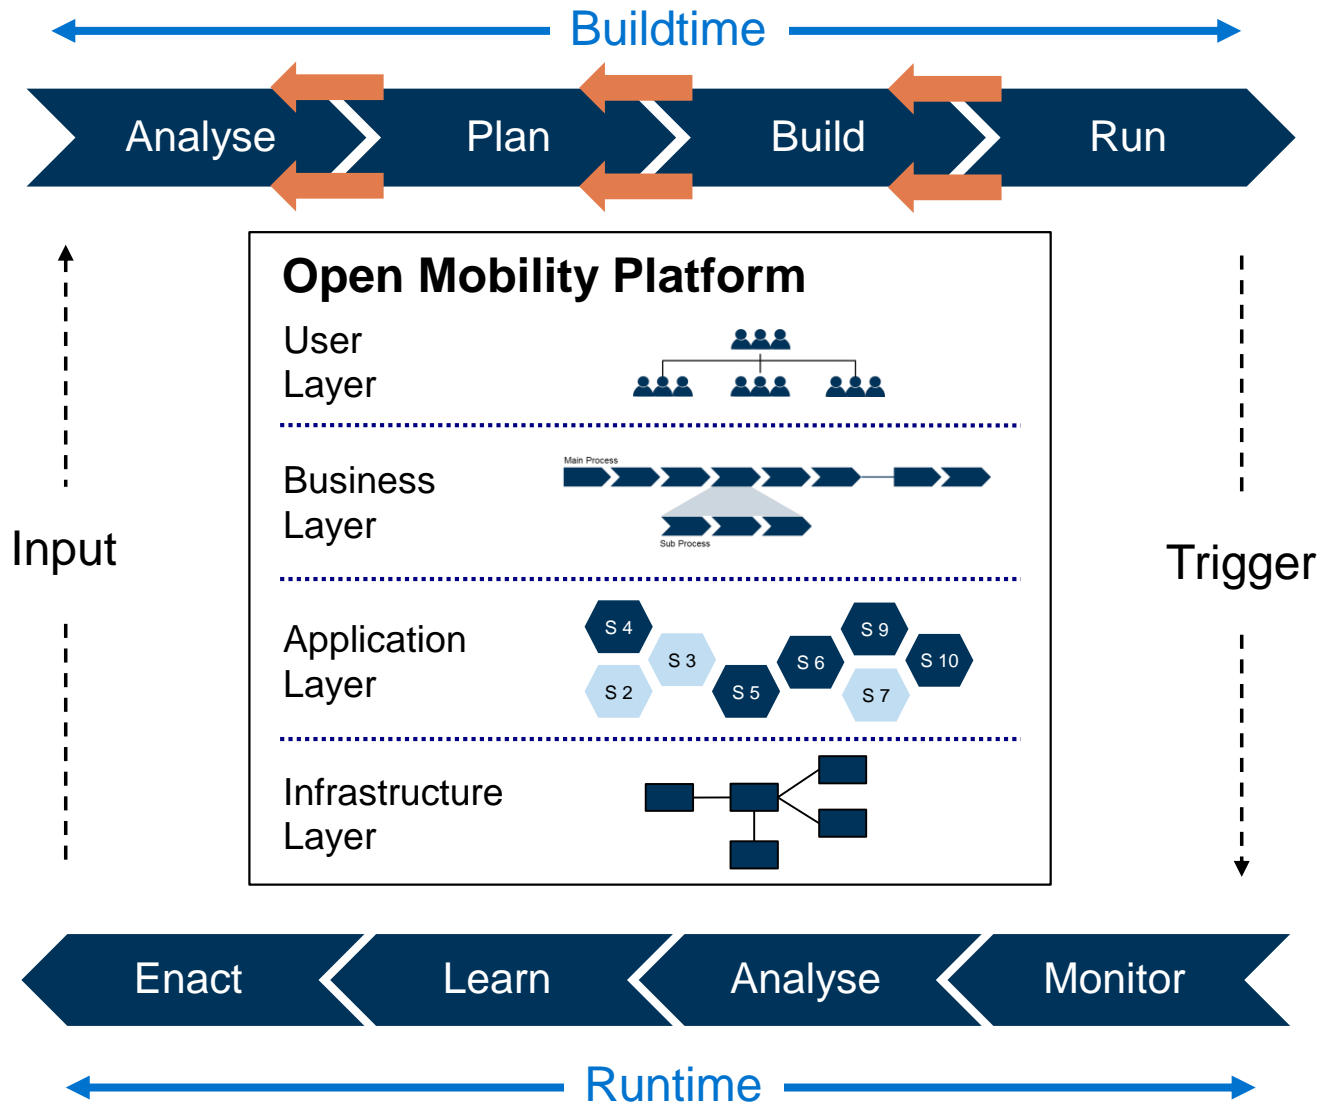 Buildtime
Analyse
Plan
Build
Run
Open Mobility Platform
User
Layer
Main Process
Business
Layer
Sub Process
Input
Trigger
Application
Layer
S 4
S 3
S 2
S 5
S 6
S 9
S 7
S 10
Infrastructure
Layer
Enact
Learn
Analyse
Monitor
Runtime